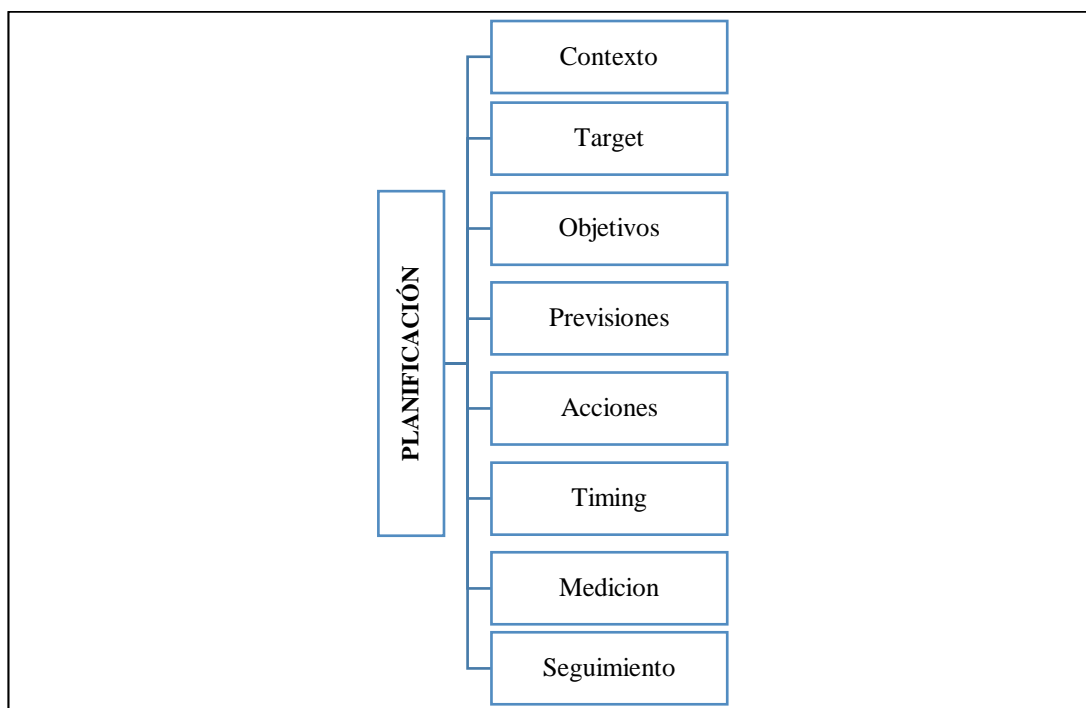 PLANIFICACIÓN
Contexto
Target
Objetivos
Previsiones
Acciones
Timing
Medicion
Seguimiento